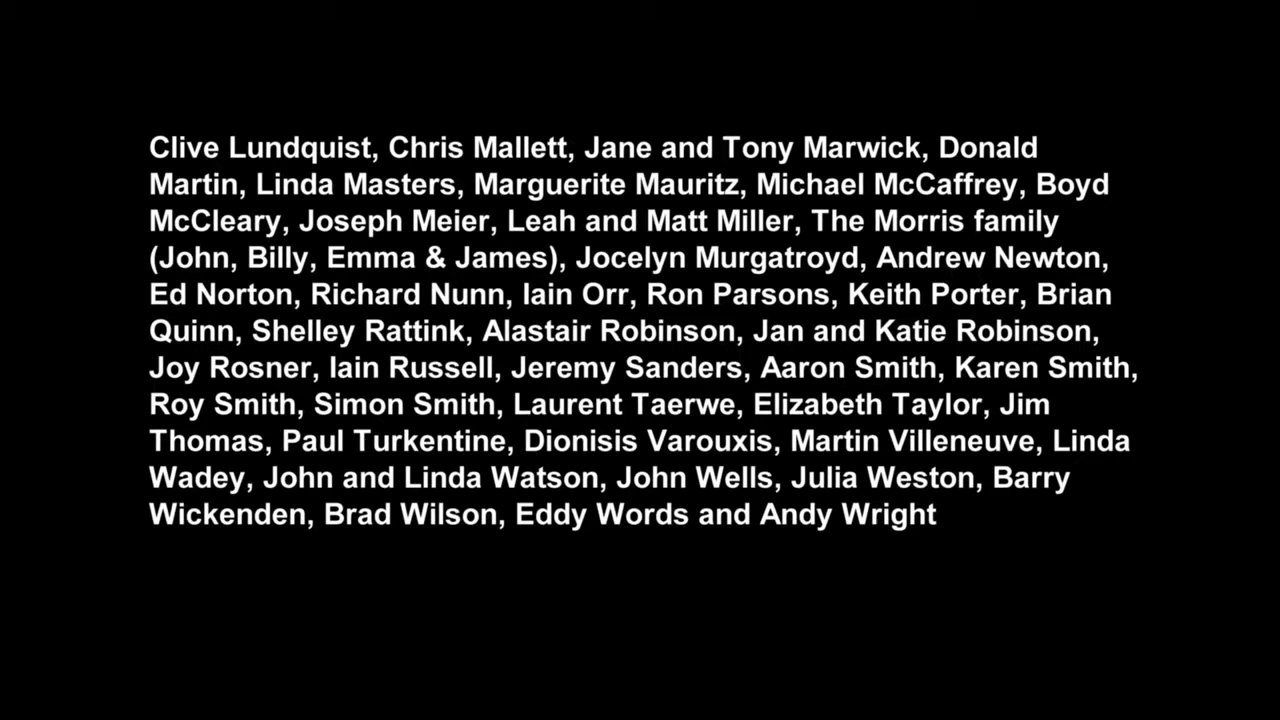 Clive Lundquist, Chris Mallett, Jane and Tony Marwick, Donald
Martin, Linda Masters, Marguerite Mauritz, Michael McCaffrey, Boyd
McCleary, Joseph Meier, Leah and Matt Miller, The Morris family
(John, Billy, Emma & James), Jocelyn Murgatroyd, Andrew Newton,
Ed Norton, Richard Nunn, Iain Orr, Ron Parsons, Keith Porter, Brian
Quinn, Shelley Rattink, Alastair Robinson, Jan and Katie Robinson,
Joy Rosner, Iain Russell, Jeremy Sanders, Aaron Smith, Karen Smith,
Roy Smith, Simon Smith, Laurent Taerwe, Elizabeth Taylor, Jim
Thomas, Paul Turkentine, Dionisis Varouxis, Martin Villeneuve, Linda
Wadey, John and Linda Watson, John Wells, Julia Weston, Barry
Wickenden, Brad Wilson, Eddy Words and Andy Wright